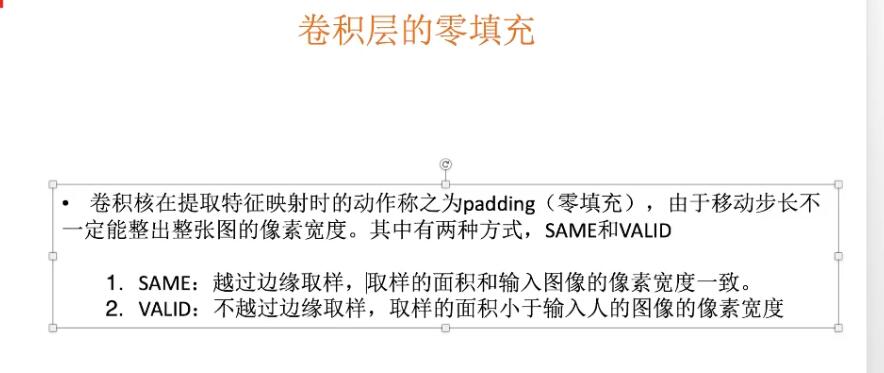 卷积层的零填充
• 卷积核在提取特征映射时的动作称之为padding（零填充），由于移动步长不
一定能整出整张图的像素宽度。其中有两种方式，SAME和VALID
1. SAME：越过边缘取样，取样的面积和输入图像的像素宽度一致。
2. VALID：不越过边缘取样，取样的面积小于输入人的图像的像素宽度